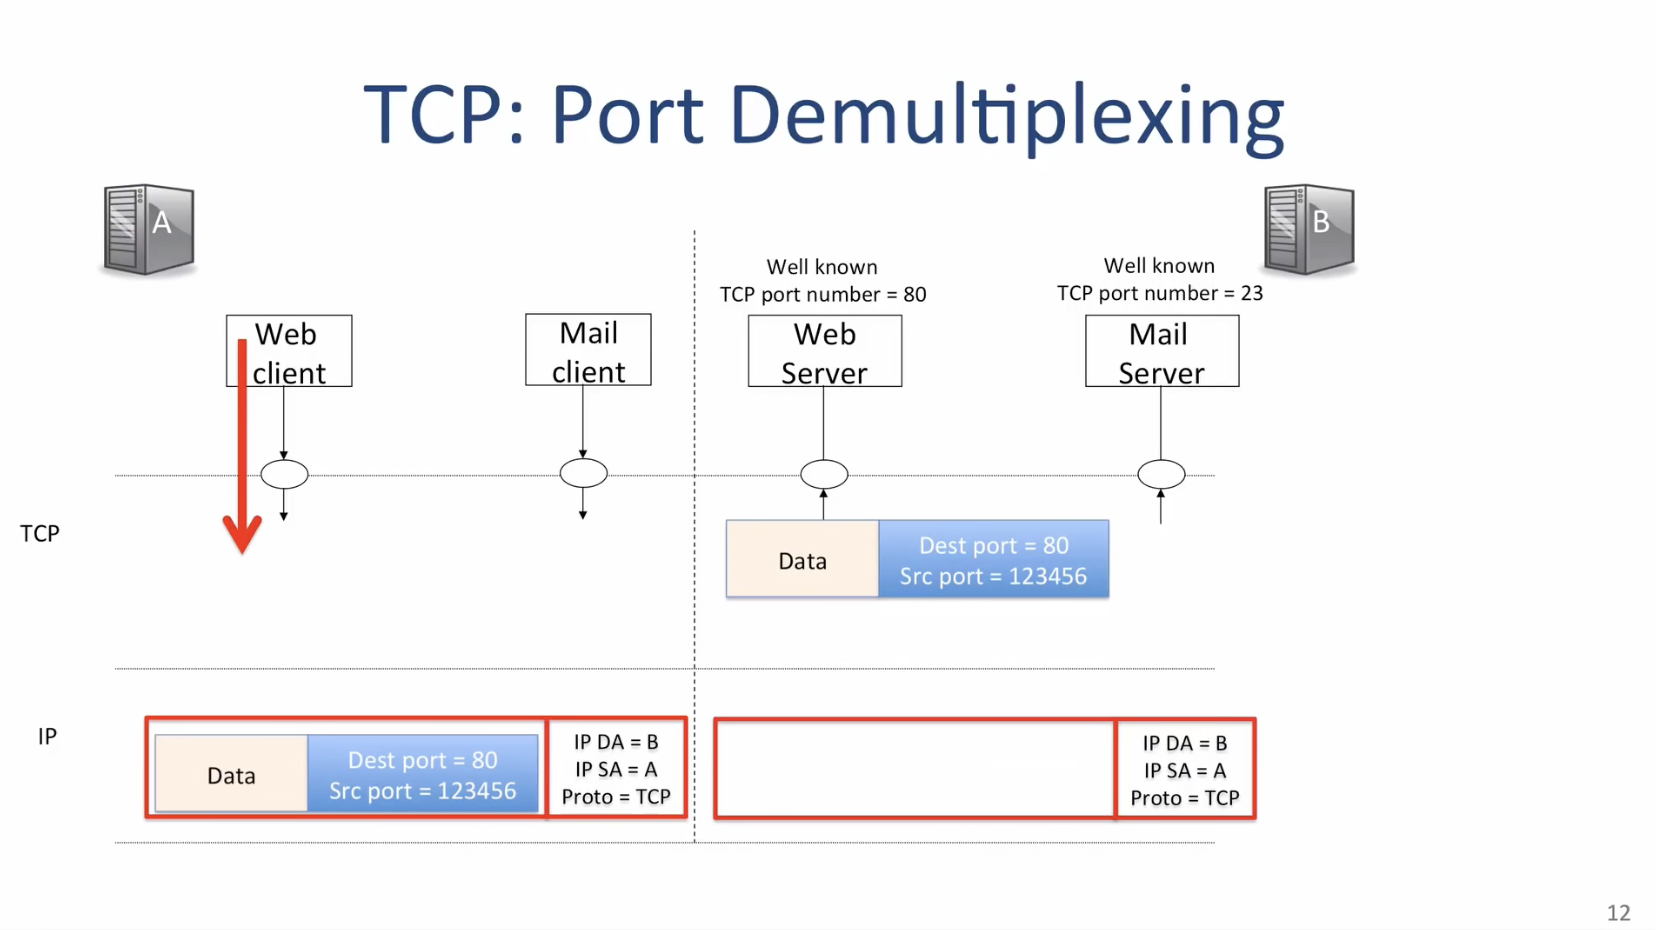 TCP: Port Demultiplexing
A
B
Well known
TCP port number = 80
Well known
TCP port number = 23
Web
client
Mail
client
Web
Server
Mail
Server
TCP
Data
Dest port = 80
Src port = 123456
IP
Data
Dest port = 80
Src port = 123456
IP DA = B
IP SA = A
Proto = TCP
IP DA = B
IP SA = A
Proto = TCP
12